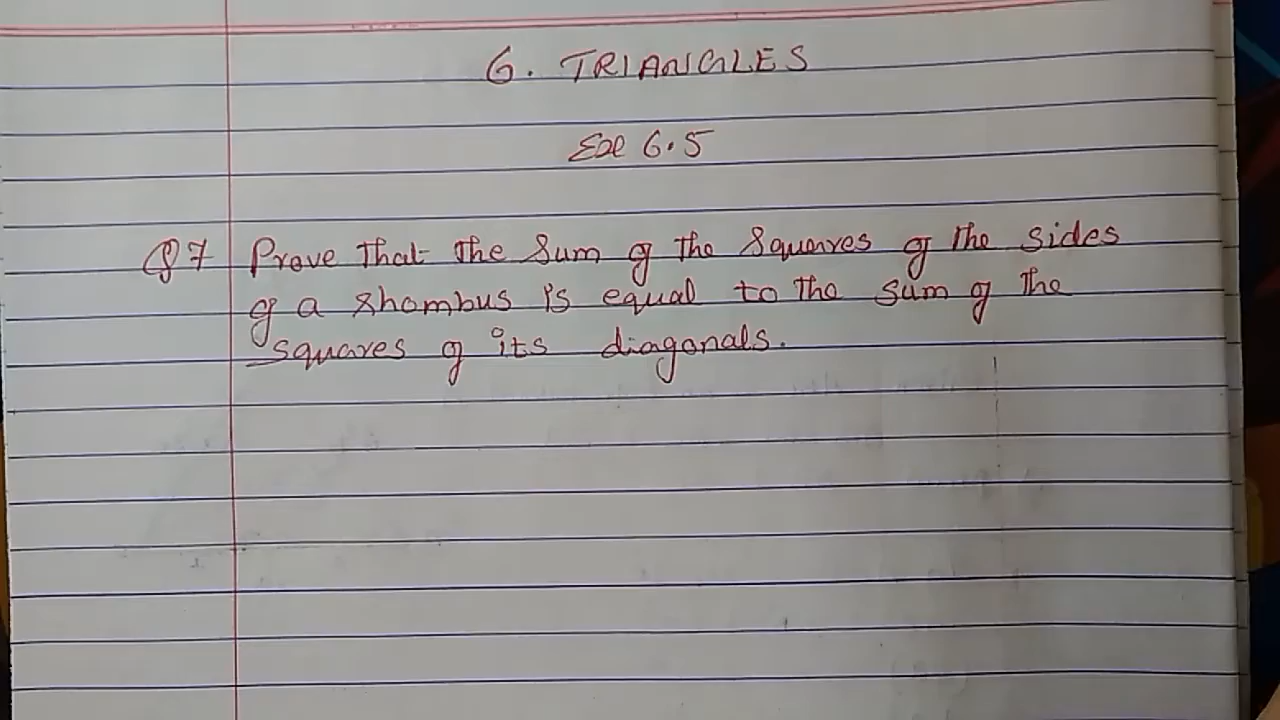 6. TRIANGLES
Exe 6.5
Q7 Prove that the sum of the squares of the sides
of a rhombus is equal to the sum of the
squares of its diagonals.